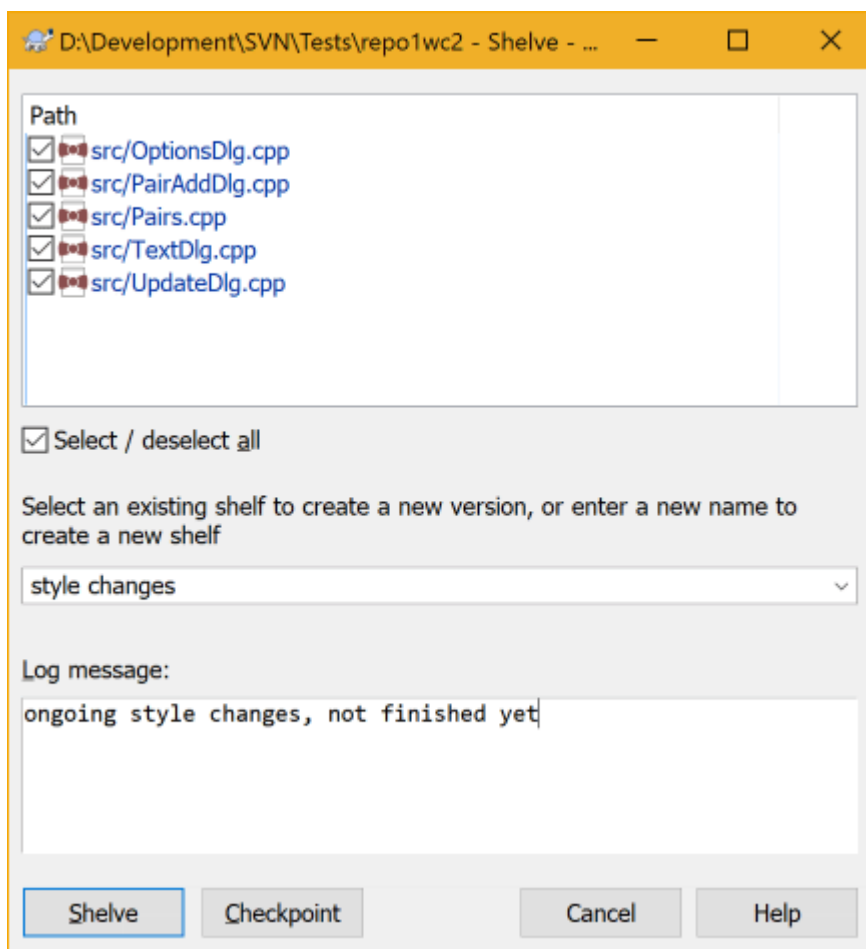 D:\Development\SVN\Tests\repo1wc2 - Shelve - ...
Path
src/OptionsDlg.cpp
src/PairAddDlg.cpp
src/Pairs.cpp
src/TextDlg.cpp
src/UpdateDlg.cpp
Select / deselect all
Select an existing shelf to create a new version, or enter a new name to
create a new shelf
style changes
Log message:
ongoing style changes, not finished yet
Shelve Checkpoint Cancel Help